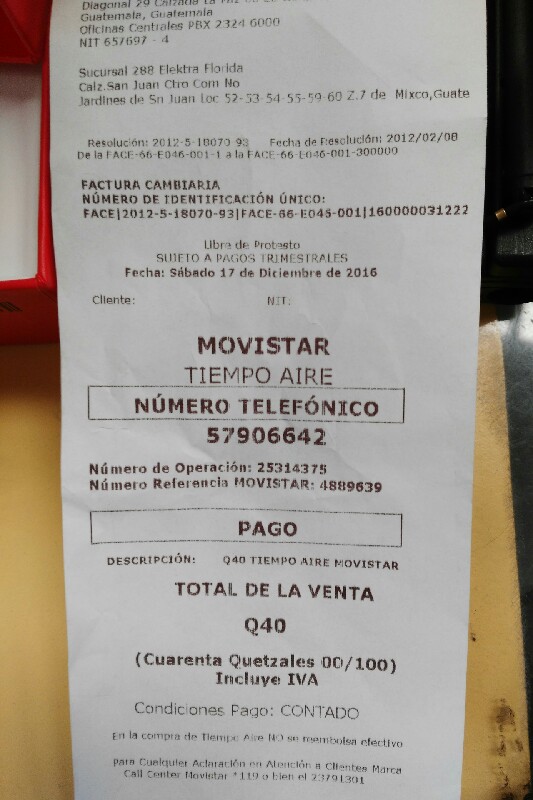 Diagonal 29 Calzada La Paz
Guatemala, Guatemala
Oficinas Centrales PBX 2324 6000
NIT 657697 - 4
Sucursal 288 Elektra Florida
Calz.San Juan Ctro Com No
Jardines de Sn Juan Loc 52-53-54-55-59-60 Z.7 de Mixco,Guate
Resolución: 2012-5-18070-93 Fecha de Resolución: 2012/02/08
De la FACE-66-E046-001-1 a la FACE-66-E046-001-300000
FACTURA CAMBIARIA
NÚMERO DE IDENTIFICACIÓN ÚNICO:
FACE|2012-5-18070-93|FACE-66-E046-001|160000031222
Libre de Protesto
SUJETO A PAGOS TRIMESTRALES
Fecha: Sábado 17 de Diciembre de 2016
Cliente: NIT:
MOVISTAR
TIEMPO AIRE
NÚMERO TELEFÓNICO
57906642
Número de Operación: 25314375
Número Referencia MOVISTAR: 4889639
PAGO
DESCRIPCIÓN: Q40 TIEMPO AIRE MOVISTAR
TOTAL DE LA VENTA
Q40
(Cuarenta Quetzales 00/100)
Incluye IVA
Condiciones Pago: CONTADO
En la compra de Tiempo Aire NO se reembolsa efectivo
para Cualquier Aclaración en Atención a Clientes Marca
Call Center Movistar *119 o bien el 23791301